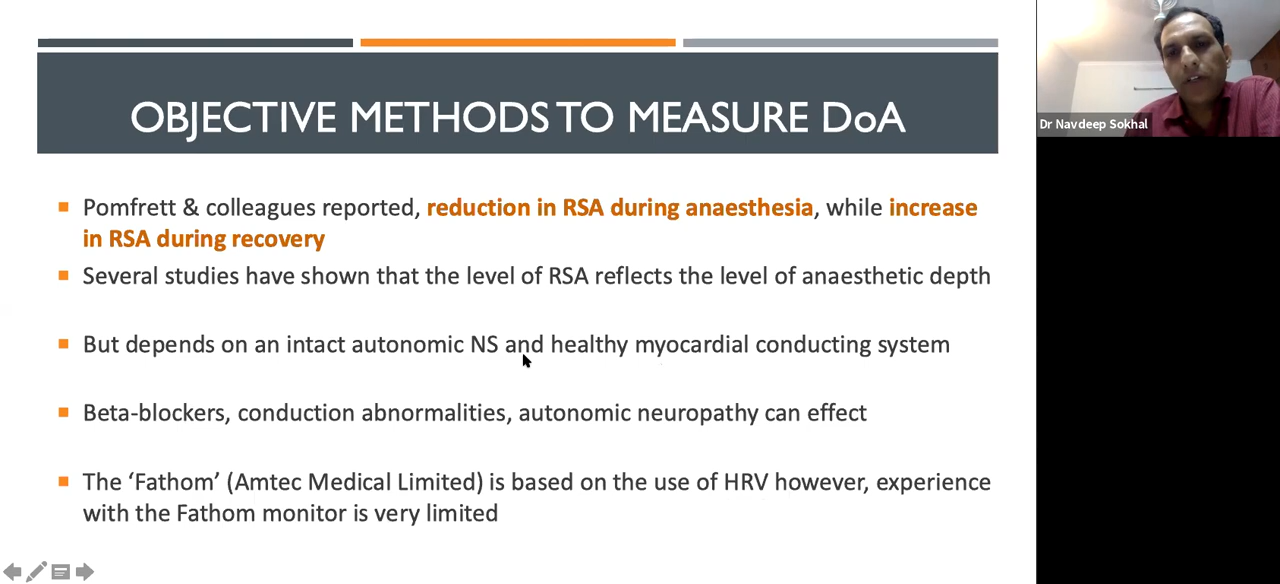 OBJECTIVE METHODS TO MEASURE DoA
Pomfrett & colleagues reported, reduction in RSA during anaesthesia, while increase
in RSA during recovery
Several studies have shown that the level of RSA reflects the level of anaesthetic depth
But depends on an intact autonomic NS and healthy myocardial conducting system
Beta-blockers, conduction abnormalities, autonomic neuropathy can effect
The ‘Fathom’ (Amtec Medical Limited) is based on the use of HRV however, experience
with the Fathom monitor is very limited
Dr Navdeep Sokhal